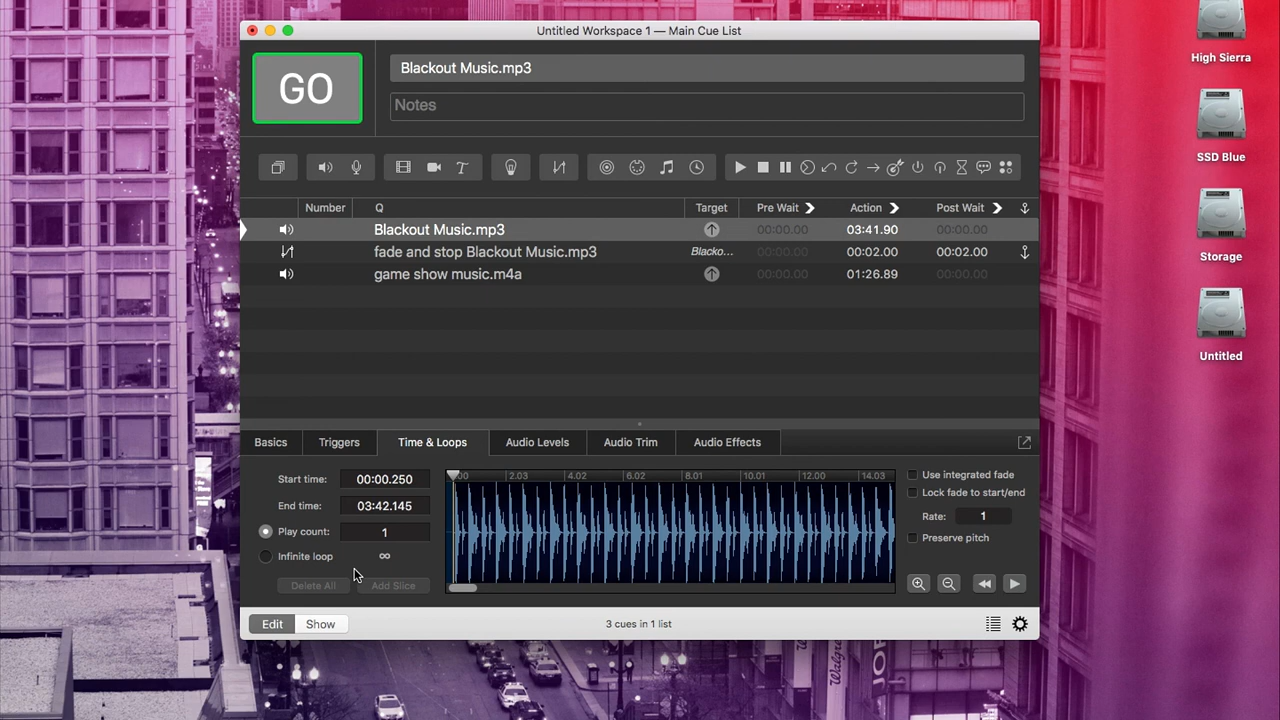 Untitled Workspace 1 — Main Cue List
High Sierra
GO
Blackout Music.mp3
Notes
SSD Blue
Number Q Target Pre Wait Action Post Wait
Blackout Music.mp3 00:00.00 03:41.90 00:00.00
fade and stop Blackout Music.mp3 Blacko... 00:00.00 00:02.00 00:02.00
game show music.m4a 00:00.00 01:26.89 00:00.00
Storage
Untitled
Basics Triggers Time & Loops Audio Levels Audio Trim Audio Effects
Start time: 00:00.250
End time: 03:42.145
Play count: 1
Infinite loop ∞
Delete All Add Slice
2.03 4.02 6.02 8.01 10.01 12.00 14.03
Use integrated fade
Lock fade to start/end
Rate: 1
Preserve pitch
Edit Show 3 cues in 1 list